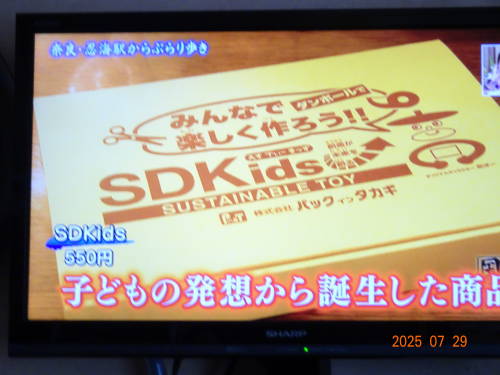 奈良・忍海駅からぶらり歩き
みんなで
ダンボールで
楽しく作ろう!!
SDKids
SUSTAINABLE TOY
株式会社 パックインタカギ
SDKids
550円
子どもの発想から誕生した商品
SHARP
2025 07 29